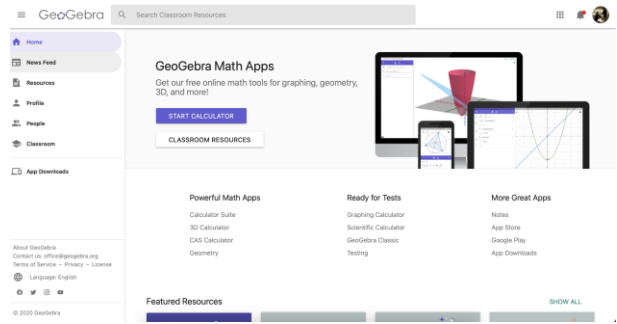 GeoGebra
Search Classroom Resources
Home
News Feed
Resources
Profile
People
Classroom
App Downloads
About GeoGebra
Contact us: office@geogebra.org
Terms of Service – Privacy – License
Language: English
© 2020 GeoGebra
GeoGebra Math Apps
Get our free online math tools for graphing, geometry,
3D, and more!
START CALCULATOR
CLASSROOM RESOURCES
Powerful Math Apps
Calculator Suite
3D Calculator
CAS Calculator
Geometry
Ready for Tests
Graphing Calculator
Scientific Calculator
GeoGebra Classic
Testing
More Great Apps
Notes
App Store
Google Play
App Downloads
Featured Resources
SHOW ALL